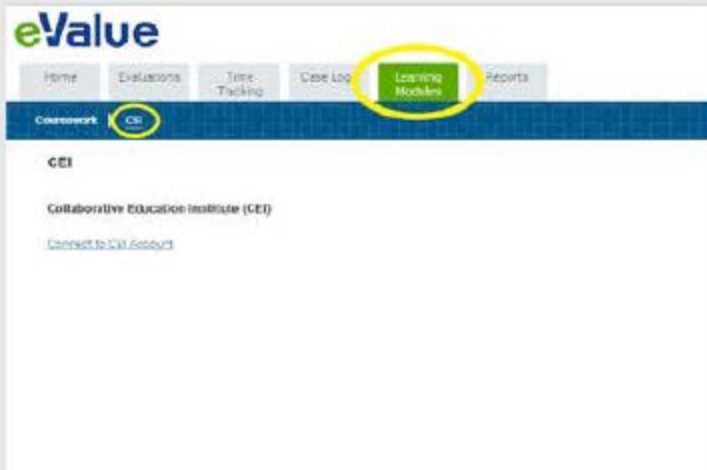 eValue
Home Evaluations Time Tracking Case Log Learning Modules Reports
Coursework CEI
CEI
Collaborative Education Institute (CEI)
Connect to CEI Account